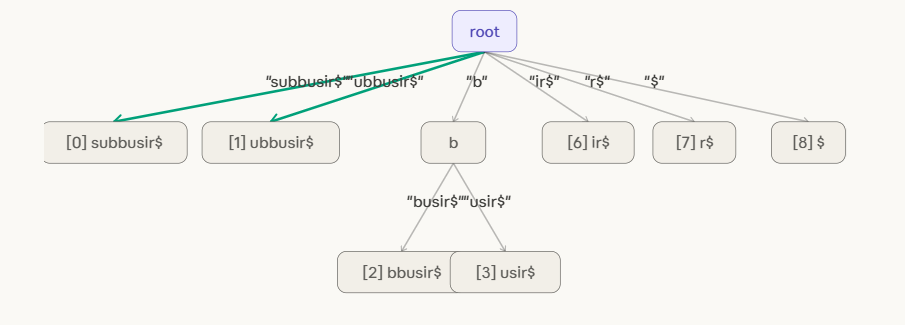 root
"subbusir$" "ubbusir$" "b" "ir$" "r$" "$"
[0] subbusir$ [1] ubbusir$ b [6] ir$ [7] r$ [8] $
"busir$" "usir$"
[2] bbusir$ [3] usir$